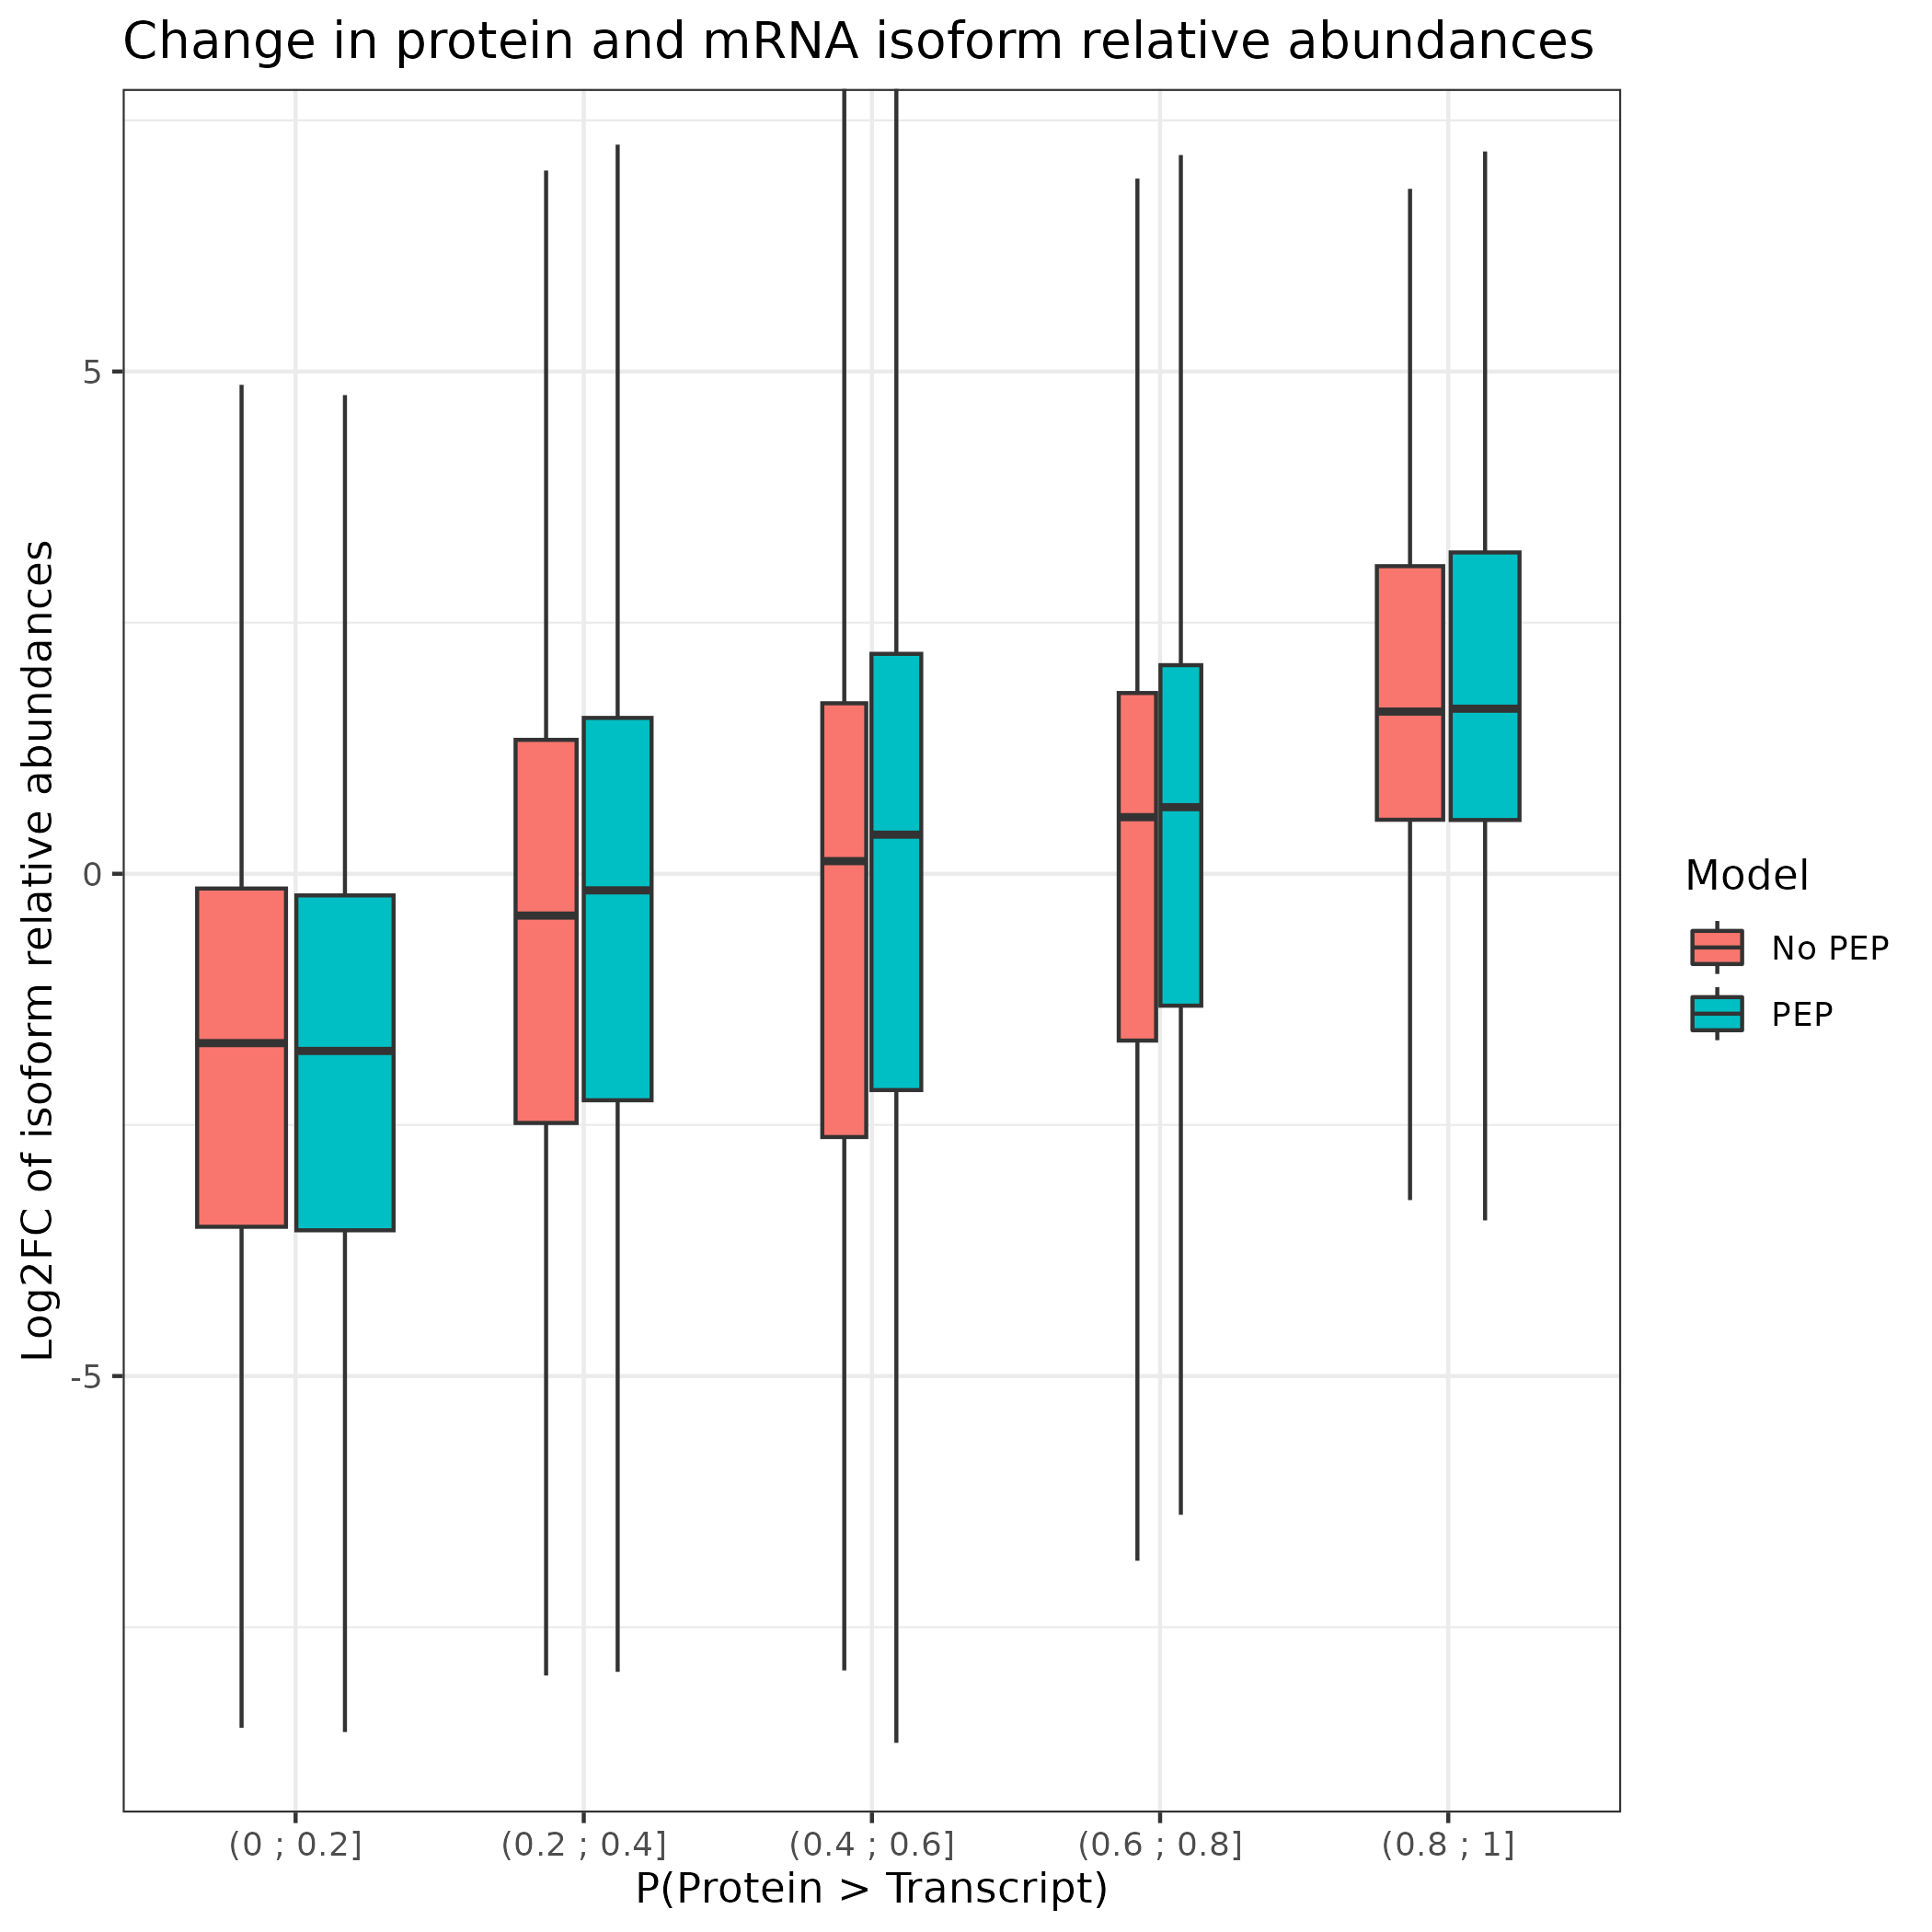 Change in protein and mRNA isoform relative abundances
Log2FC of isoform relative abundances
5
0
-5
(0 ; 0.2]
(0.2 ; 0.4]
(0.4 ; 0.6]
(0.6 ; 0.8]
(0.8 ; 1]
P(Protein > Transcript)
Model
No PEP
PEP